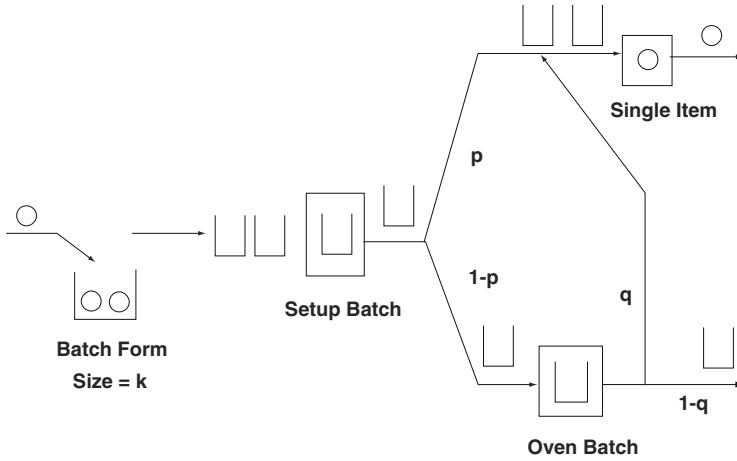 Single Item
p
Setup Batch
1-p
q
Batch Form
Size = k
1-q
Oven Batch